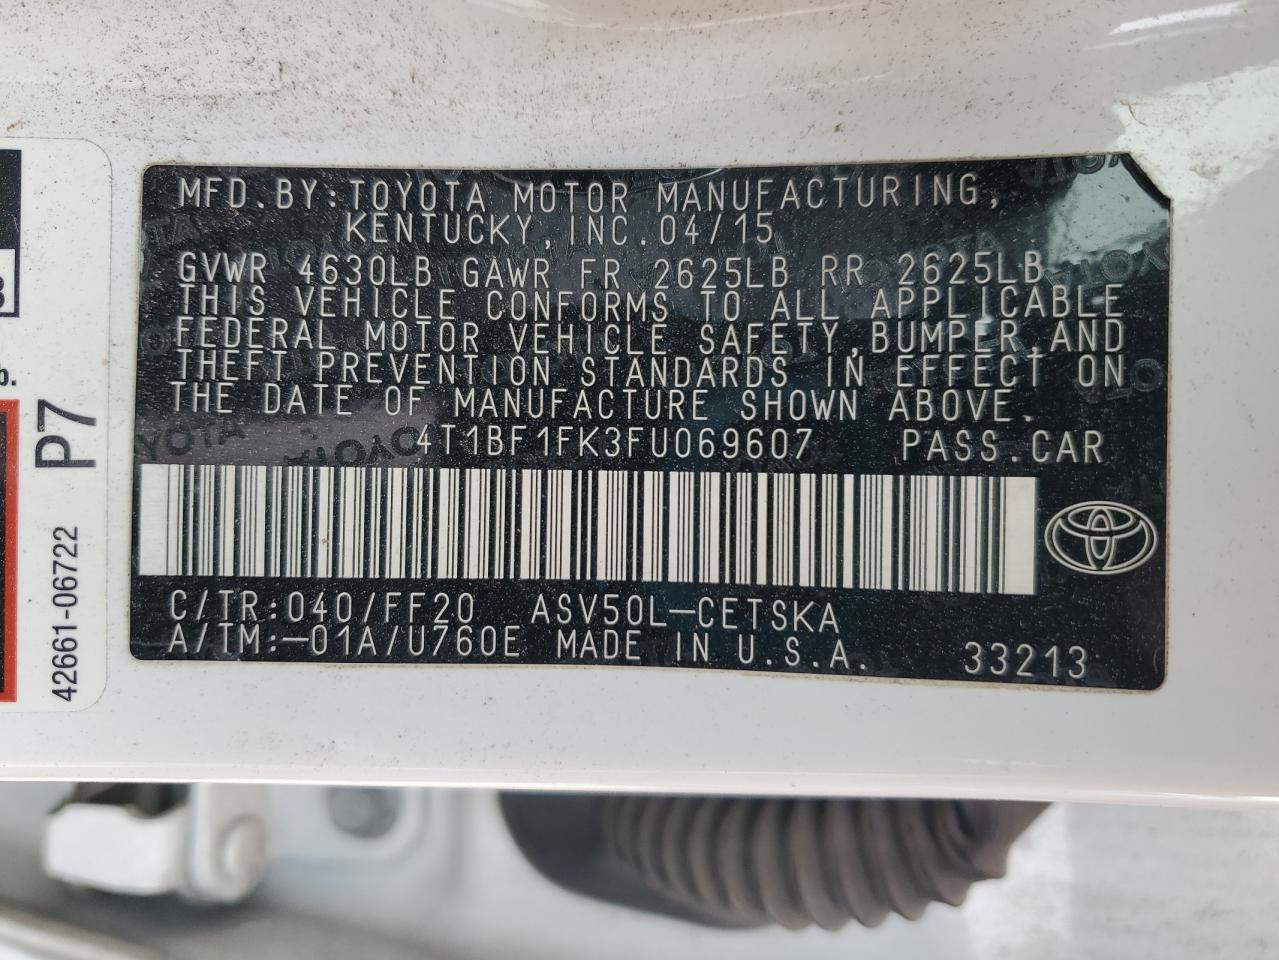 MFD.BY:TOYOTA MOTOR MANUFACTURING,
KENTUCKY,INC.04/15
GVWR 4630LB GAWR FR 2625LB RR 2625LB
THIS VEHICLE CONFORMS TO ALL APPLICABLE
FEDERAL MOTOR VEHICLE SAFETY,BUMPER,AND
THEFT PREVENTION STANDARDS IN EFFECT ON
THE DATE OF MANUFACTURE SHOWN ABOVE.
4T1BF1FK3FU069607 PASS.CAR
C/TR:040/FF20 ASV50L-CETSKA
A/TM:-01A/U760E MADE IN U.S.A. 33213
P7
42661-06722